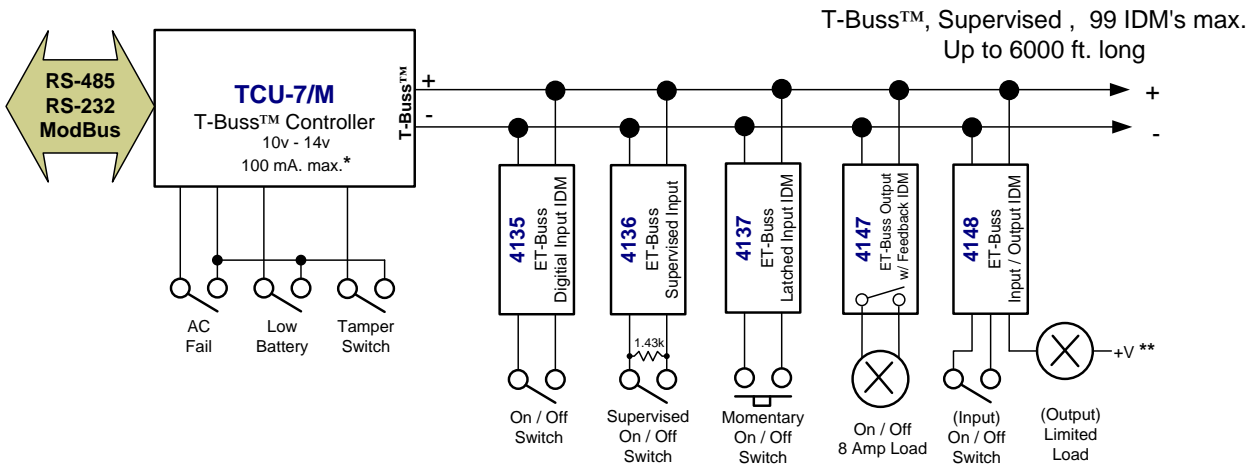 T-Buss™, Supervised , 99 IDM's max.
Up to 6000 ft. long
RS-485
RS-232
ModBus
TCU-7/M
T-Buss™ Controller
10v - 14v
100 mA. max.*
T-Buss™
+
-
+
-
4135
ET-Buss
Digitial Input IDM
4136
ET-Buss
Supervised Input
4137
ET-Buss
Latched Input IDM
4147
ET-Buss Output
w/ Feedback IDM
4148
ET-Buss
Input / Output IDM
AC
Fail
Low
Battery
Tamper
Switch
1.43k
+V **
On / Off
Switch
Supervised
On / Off
Switch
Momentary
On / Off
Switch
On / Off
8 Amp Load
(Input)
On / Off
Switch
(Output)
Limited
Load